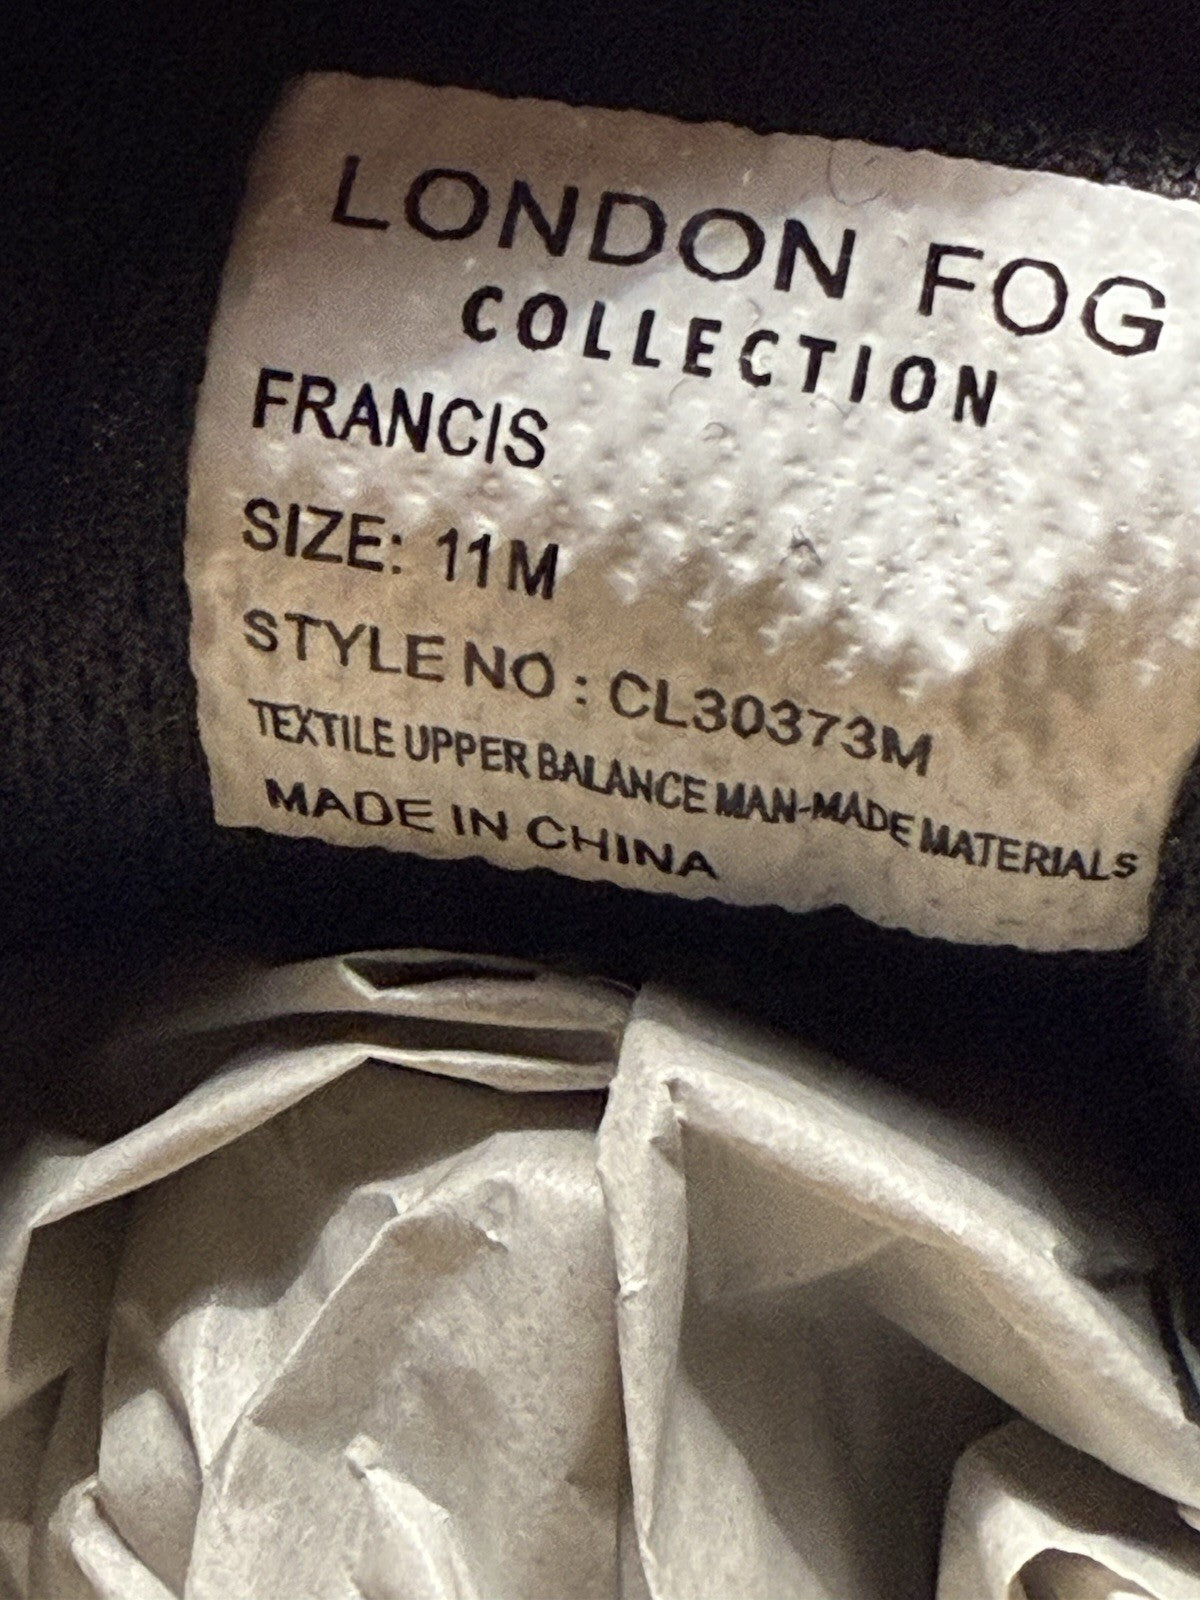 LONDON FOG
COLLECTION
FRANCIS
SIZE: 11M
STYLE NO : CL30373M
TEXTILE UPPER BALANCE MAN-MADE MATERIALS
MADE IN CHINA